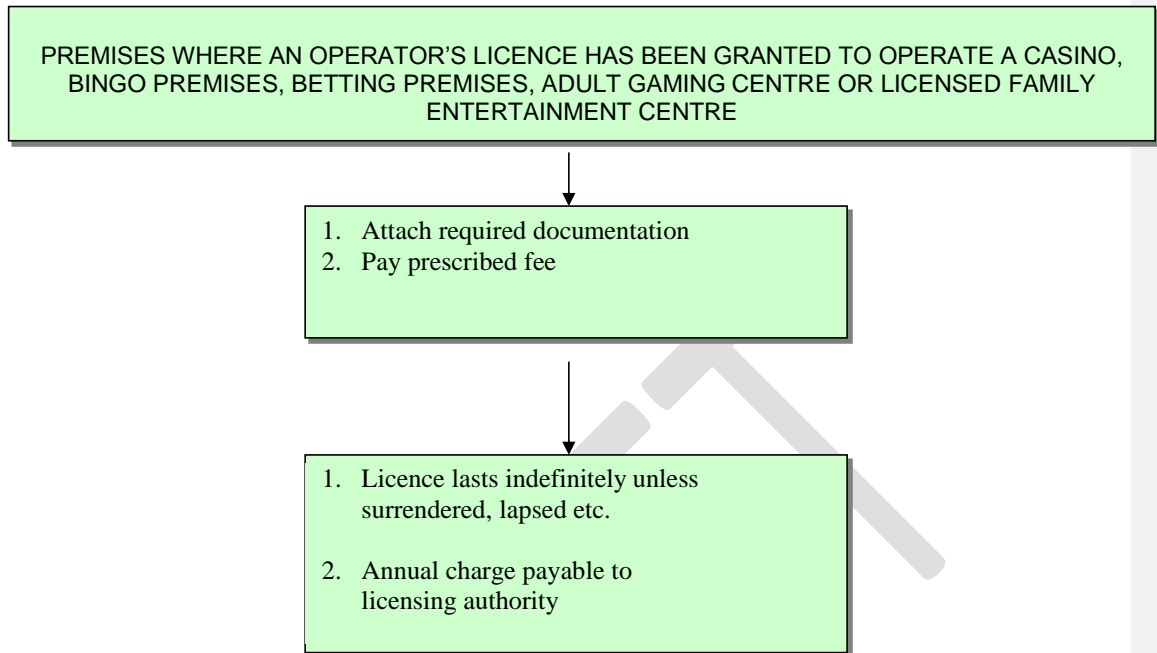 PREMISES WHERE AN OPERATOR’S LICENCE HAS BEEN GRANTED TO OPERATE A CASINO,
BINGO PREMISES, BETTING PREMISES, ADULT GAMING CENTRE OR LICENSED FAMILY
ENTERTAINMENT CENTRE
1. Attach required documentation
2. Pay prescribed fee
1. Licence lasts indefinitely unless
surrendered, lapsed etc.
2. Annual charge payable to
licensing authority